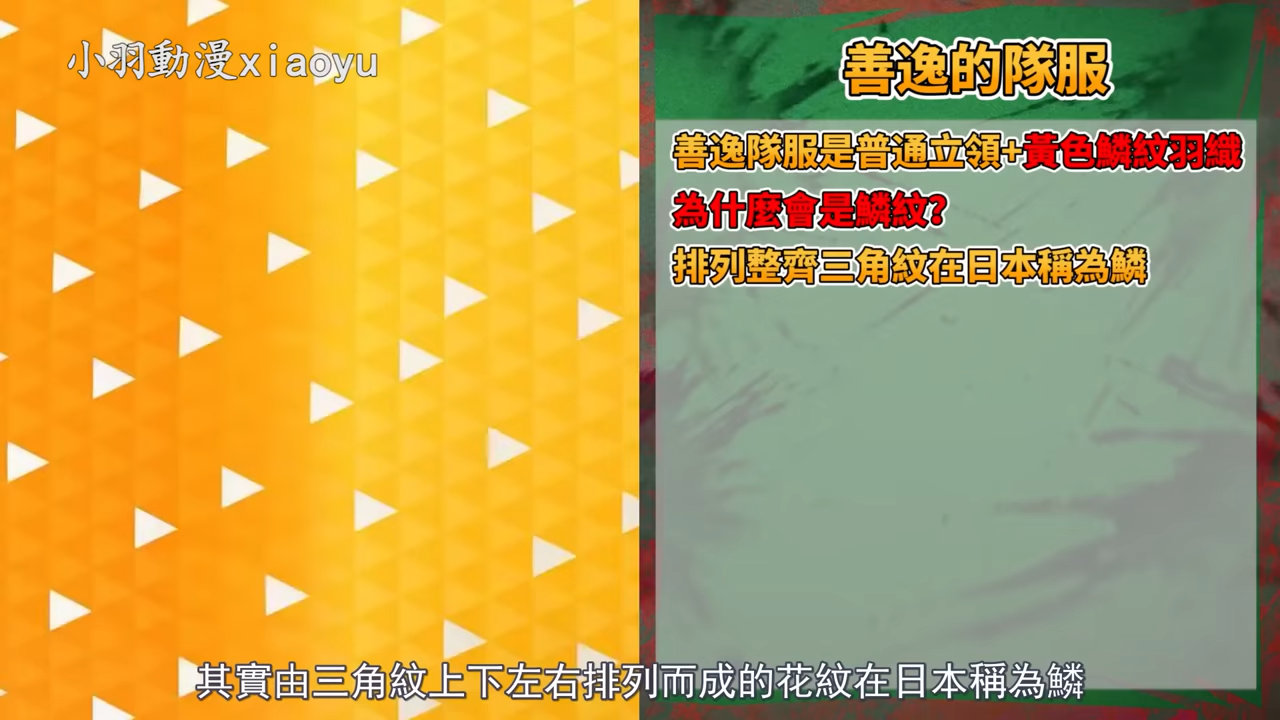 小羽動漫xiaoyu
善逸的隊服
善逸隊服是普通立領+黃色鱗紋羽織
為什麼會是鱗紋?
排列整齊三角紋在日本稱為鱗
其實由三角紋上下左右排列而成的花紋在日本稱為鱗